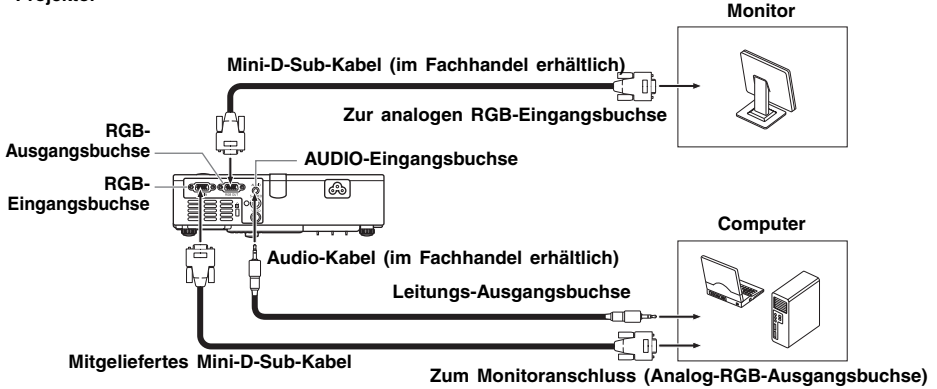 Projektor
Monitor
Mini-D-Sub-Kabel (im Fachhandel erhältlich)
Zur analogen RGB-Eingangsbuchse
RGB-
Ausgangsbuchse
AUDIO-Eingangsbuchse
RGB-
Eingangsbuchse
Computer
Audio-Kabel (im Fachhandel erhältlich)
Leitungs-Ausgangsbuchse
Mitgeliefertes Mini-D-Sub-Kabel
Zum Monitoranschluss (Analog-RGB-Ausgangsbuchse)